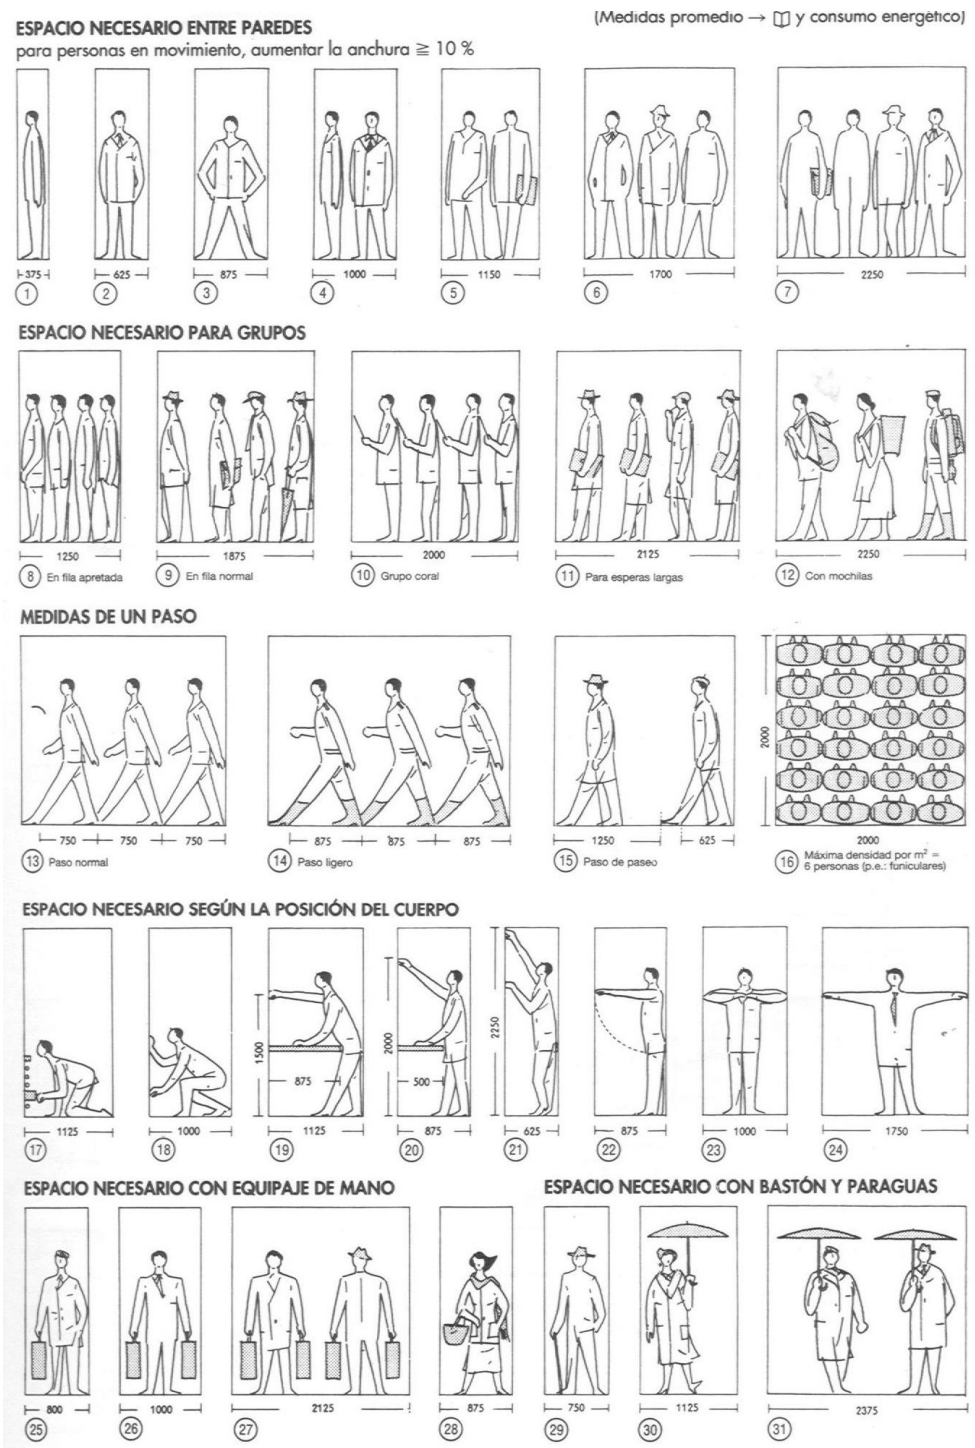 (Medidas promedio → y consumo energético)
ESPACIO NECESARIO ENTRE PAREDES
para personas en movimiento, aumentar la anchura ≧ 10 %
375 625 875 1000 1150 1700 2250
1 2 3 4 5 6 7
ESPACIO NECESARIO PARA GRUPOS
1250 1875 2000 2125 2250
8 En fila apretada 9 En fila normal 10 Grupo coral 11 Para esperas largas 12 Con mochilas
MEDIDAS DE UN PASO
2000
750 750 750 875 875 875 1250 625
2000
13 Paso normal 14 Paso ligero 15 Paso de paseo 16 Máxima densidad por m² =
6 personas (p.e.: funiculares)
ESPACIO NECESARIO SEGÚN LA POSICIÓN DEL CUERPO
1500 2000 2250
875 500
1125 1000 1125 875 625 875 1000 1750
17 18 19 20 21 22 23 24
ESPACIO NECESARIO CON EQUIPAJE DE MANO
ESPACIO NECESARIO CON BASTÓN Y PARAGUAS
800 1000 2125 875 750 1125 2375
25 26 27 28 29 30 31